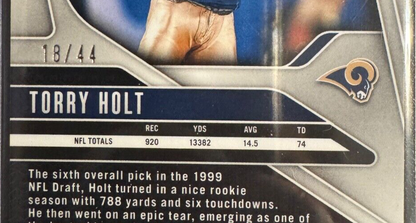 18/44
TORRY HOLT
REC YDS AVG TD
NFL TOTALS 920 13382 14.5 74
The sixth overall pick in the 1999
NFL Draft, Holt turned in a nice rookie
season with 788 yards and six touchdowns.
He then went on an epic tear, emerging as one of